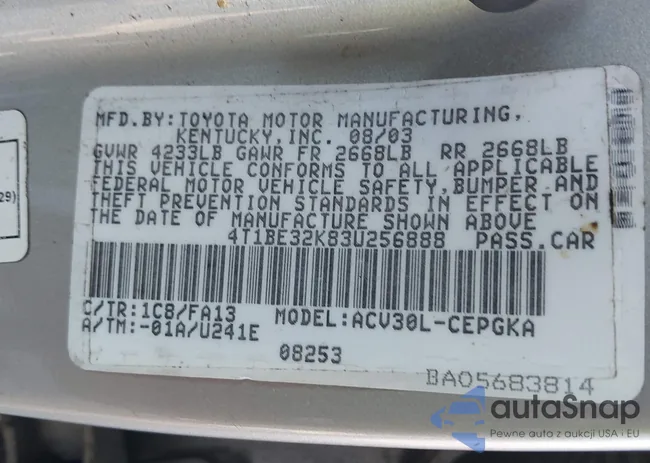 MFD.BY:TOYOTA MOTOR MANUFACTURING,
KENTUCKY,INC. 08/03
GVWR 4233LB GAWR FR 2668LB RR 2668LB
THIS VEHICLE CONFORMS TO ALL APPLICABLE
FEDERAL MOTOR VEHICLE SAFETY,BUMPER AND
THEFT PREVENTION STANDARDS IN EFFECT ON
THE DATE OF MANUFACTURE SHOWN ABOVE
4T1BE32K83U256888 PASS.CAR
C/TR:1C8/FA13 MODEL:ACV30L-CEPGKA
A/TM:-01A/U241E
08253
BA05683814
29)
autaSnap
Pewne auta z aukcji USA i EU